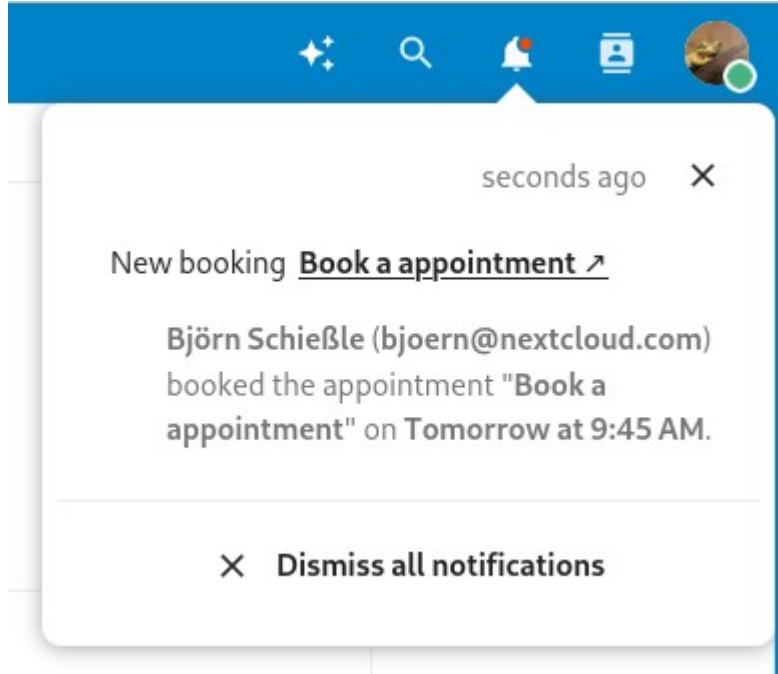 seconds ago
New booking Book a appointment ↗
Björn Schießle (bjoern@nextcloud.com)
booked the appointment "Book a
appointment" on Tomorrow at 9:45 AM.
Dismiss all notifications